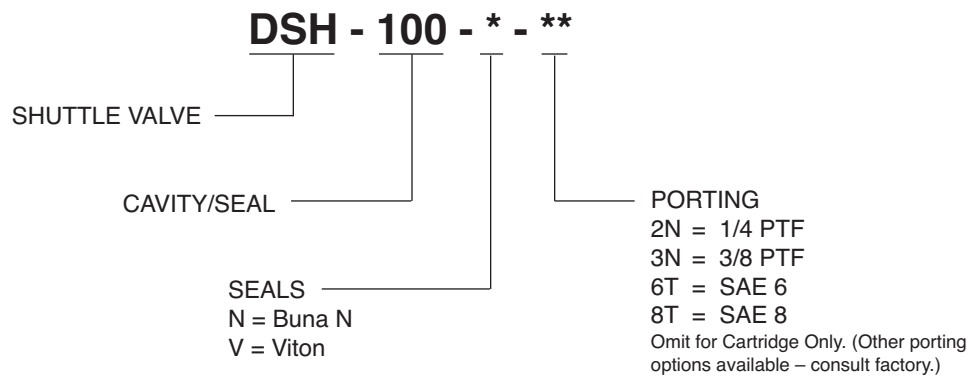 DSH - 100 - * - **
SHUTTLE VALVE
CAVITY/SEAL
SEALS
N = Buna N
V = Viton
PORTING
2N = 1/4 PTF
3N = 3/8 PTF
6T = SAE 6
8T = SAE 8
Omit for Cartridge Only. (Other porting
options available – consult factory.)